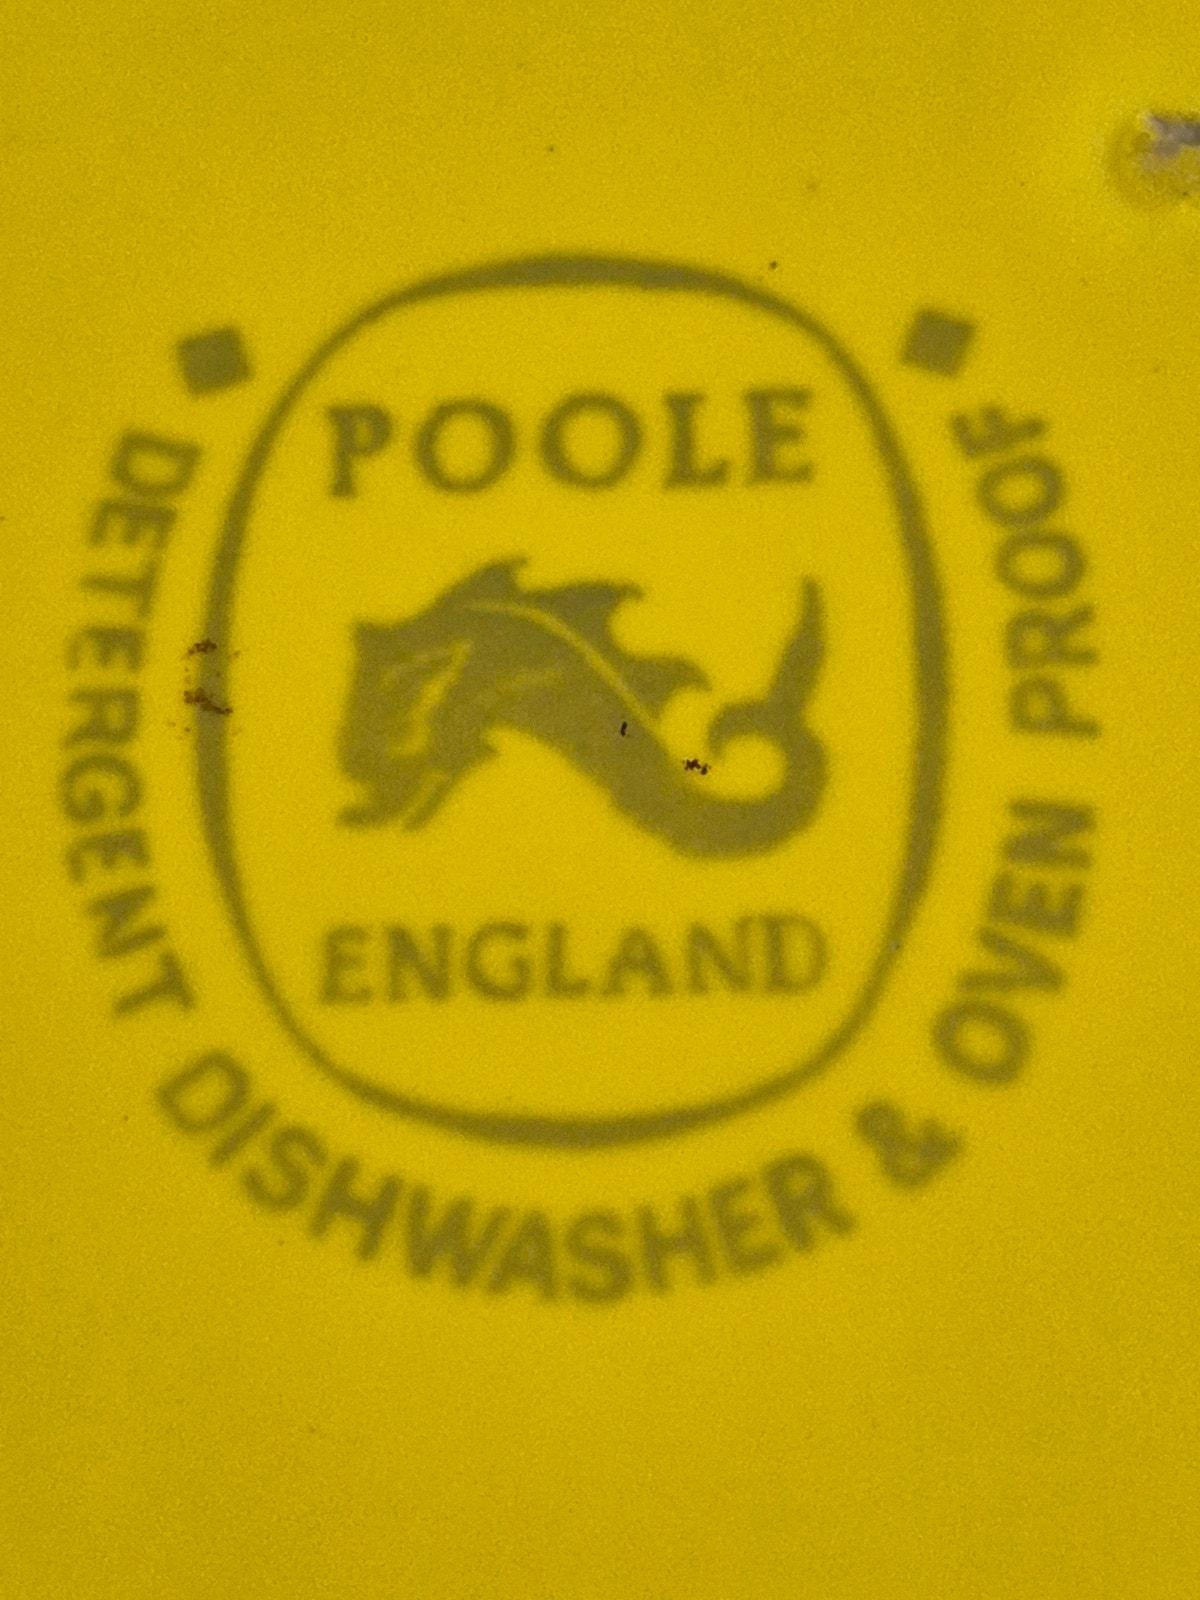 POOLE
ENGLAND
DETERGENT DISHWASHER & OVEN PROOF